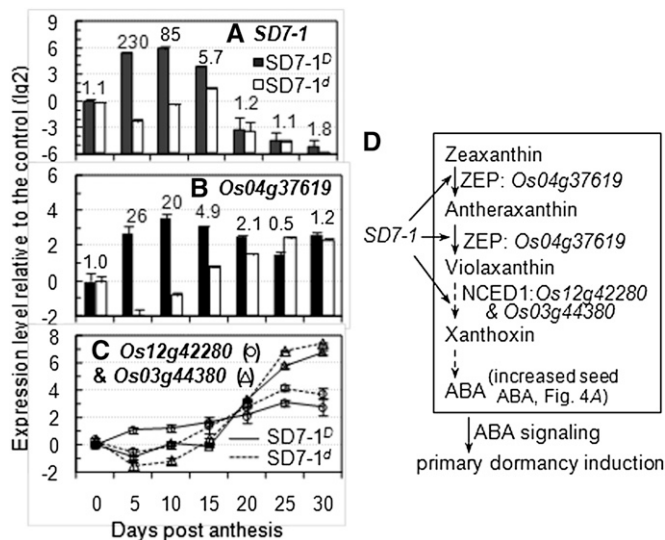 Expression level relative to the control (lg2)
A SD7-1
9
6
3
0
-3
-6
SD7-1D
SD7-1d
1.1 230 85 5.7 1.2 1.1 1.8
B Os04g37619
6
4
2
0
-2
1.0 26 20 4.9 2.1 0.5 1.2
C Os12g42280 (○)
& Os03g44380 (△)
8
6
4
2
0
-2
SD7-1D
SD7-1d
0 5 10 15 20 25 30
Days post anthesis
D
Zeaxanthin
ZEP: Os04g37619
Antheraxanthin
SD7-1
ZEP: Os04g37619
Violaxanthin
NCED1:Os12g42280
& Os03g44380
Xanthoxin
ABA (increased seed
ABA, Fig. 4A)
ABA signaling
primary dormancy induction